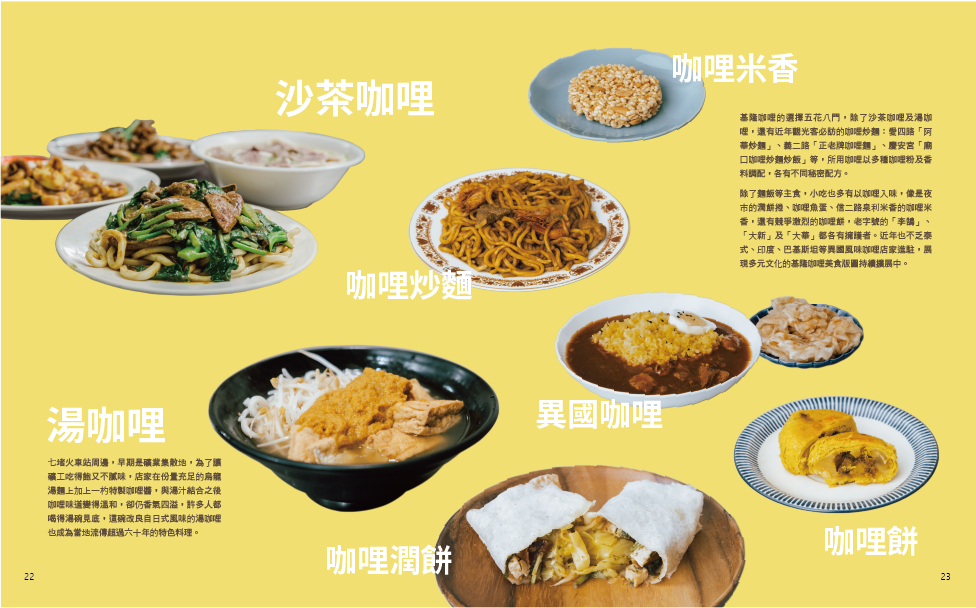 沙茶咖哩
咖哩米香
基隆咖哩的選擇五花八門，除了沙茶咖哩及湯咖
哩，還有近年觀光客必訪的咖哩炒麵：愛四路「阿
華炒麵」、義二路「正老牌咖哩麵」、慶安宮「廟
口咖哩炒麵炒飯」等，所用咖哩以多種咖哩粉及香
料調配，各有不同秘密配方。
除了麵飯等主食，小吃也多有以咖哩入味，像是夜
市的潤餅捲、咖哩魚蛋、信二路泉利米香的咖哩米
香，還有競爭激烈的咖哩餅，老字號的「李鵠」、
「大新」及「大華」都各有擁護者。近年也不乏泰
式、印度、巴基斯坦等異國風味咖哩店家進駐，展
現多元文化的基隆咖哩美食版圖持續擴展中。
咖哩炒麵
異國咖哩
湯咖哩
七堵火車站周邊，早期是礦業集散地，為了讓
礦工吃得飽又不膩味，店家在份量充足的烏龍
湯麵上加上一杓特製咖哩醬，與湯汁結合之後
咖哩味道變得溫和，卻仍香氣四溢，許多人都
喝得湯碗見底，這碗改良自日式風味的湯咖哩
也成為當地流傳超過六十年的特色料理。
咖哩潤餅
咖哩餅
22
23